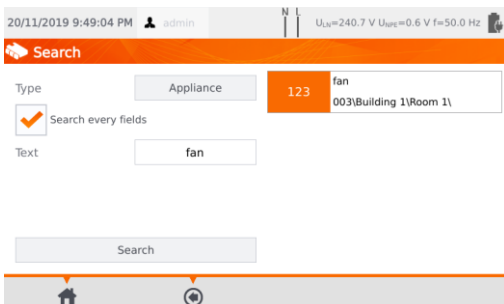 20/11/2019 9:49:04 PM admin N L ULN=240.7 V UNPE=0.6 V f=50.0 Hz
Search
Type Appliance
Search every fields
Text fan
Search
123
fan
003\Building 1\Room 1\